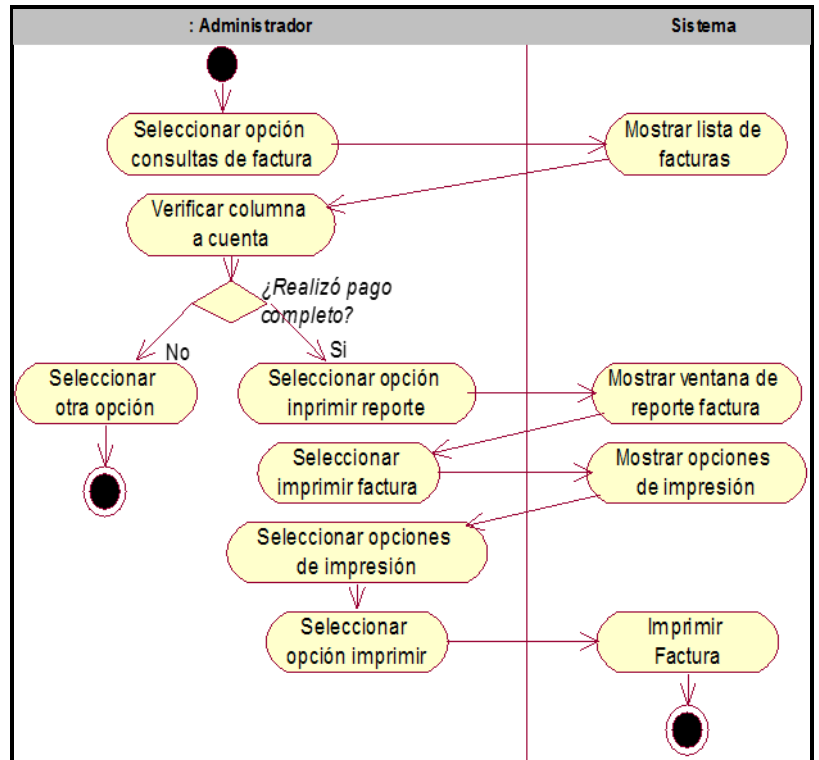 : Administrador
Sistema
Seleccionar opción
consultas de factura
Mostrar lista de
facturas
Verificar columna
a cuenta
¿Realizó pago
completo?
No
Si
Seleccionar
otra opción
Seleccionar opción
inprimir reporte
Mostrar ventana de
reporte factura
Seleccionar
imprimir factura
Mostrar opciones
de impresión
Seleccionar opciones
de impresión
Seleccionar
opción imprimir
Imprimir
Factura